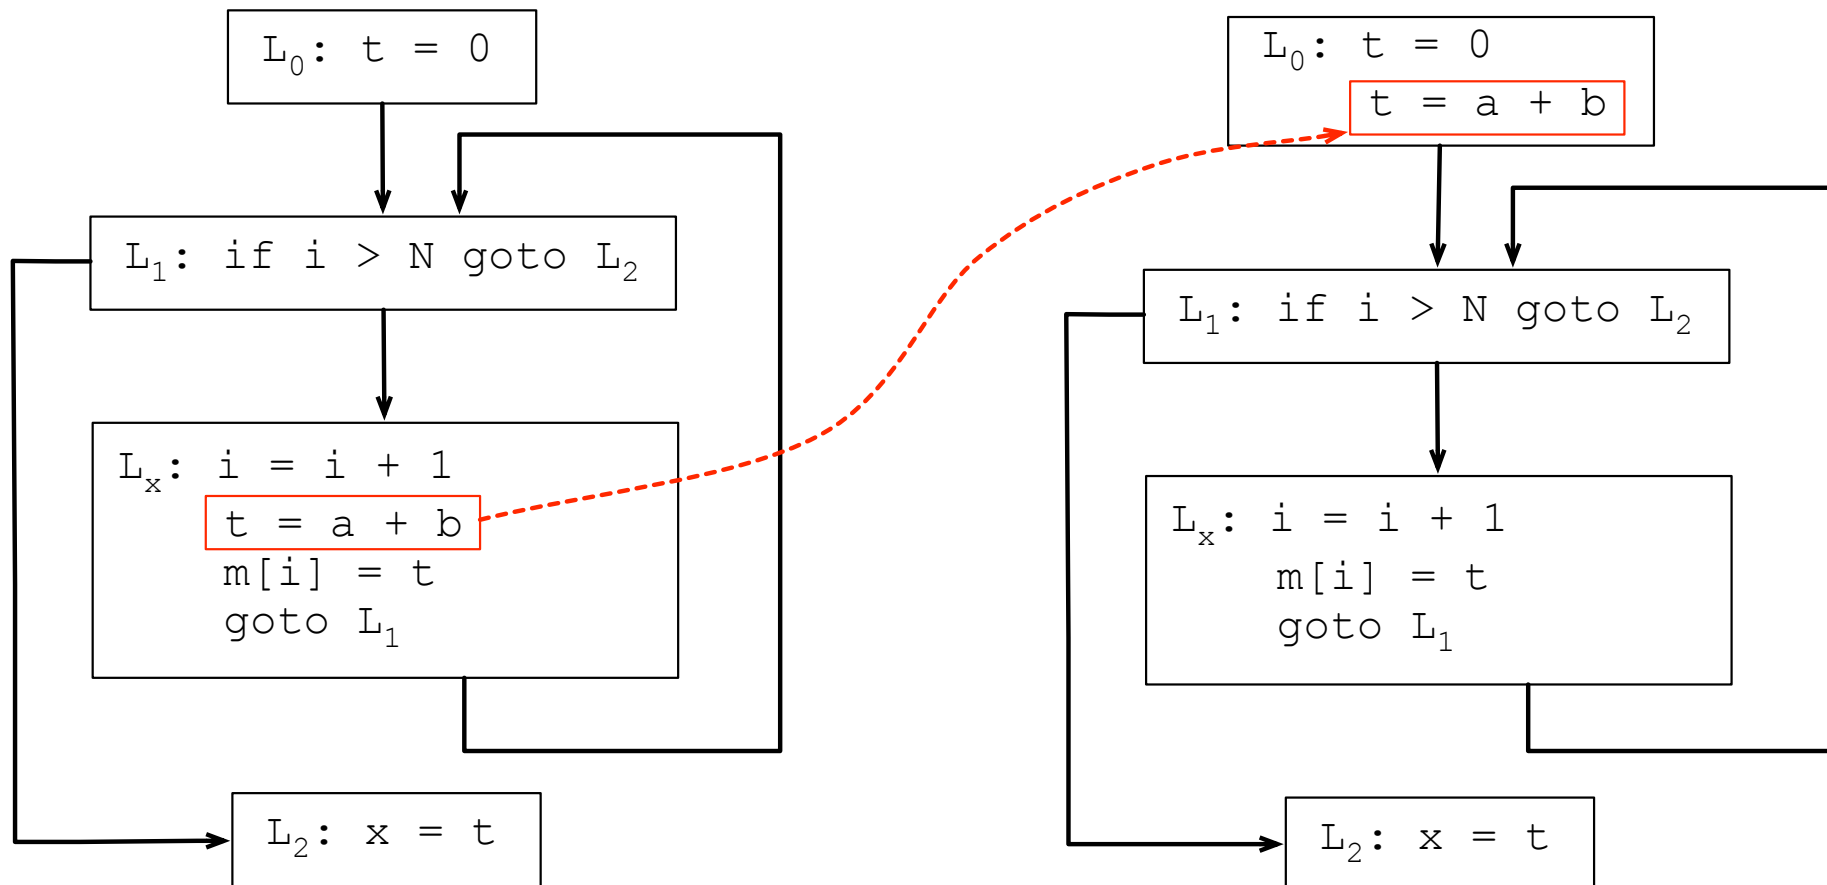 L₀: t = 0
L₁: if i > N goto L₂
Lₓ: i = i + 1
t = a + b
m[i] = t
goto L₁
L₂: x = t
L₀: t = 0
t = a + b
L₁: if i > N goto L₂
Lₓ: i = i + 1
m[i] = t
goto L₁
L₂: x = t